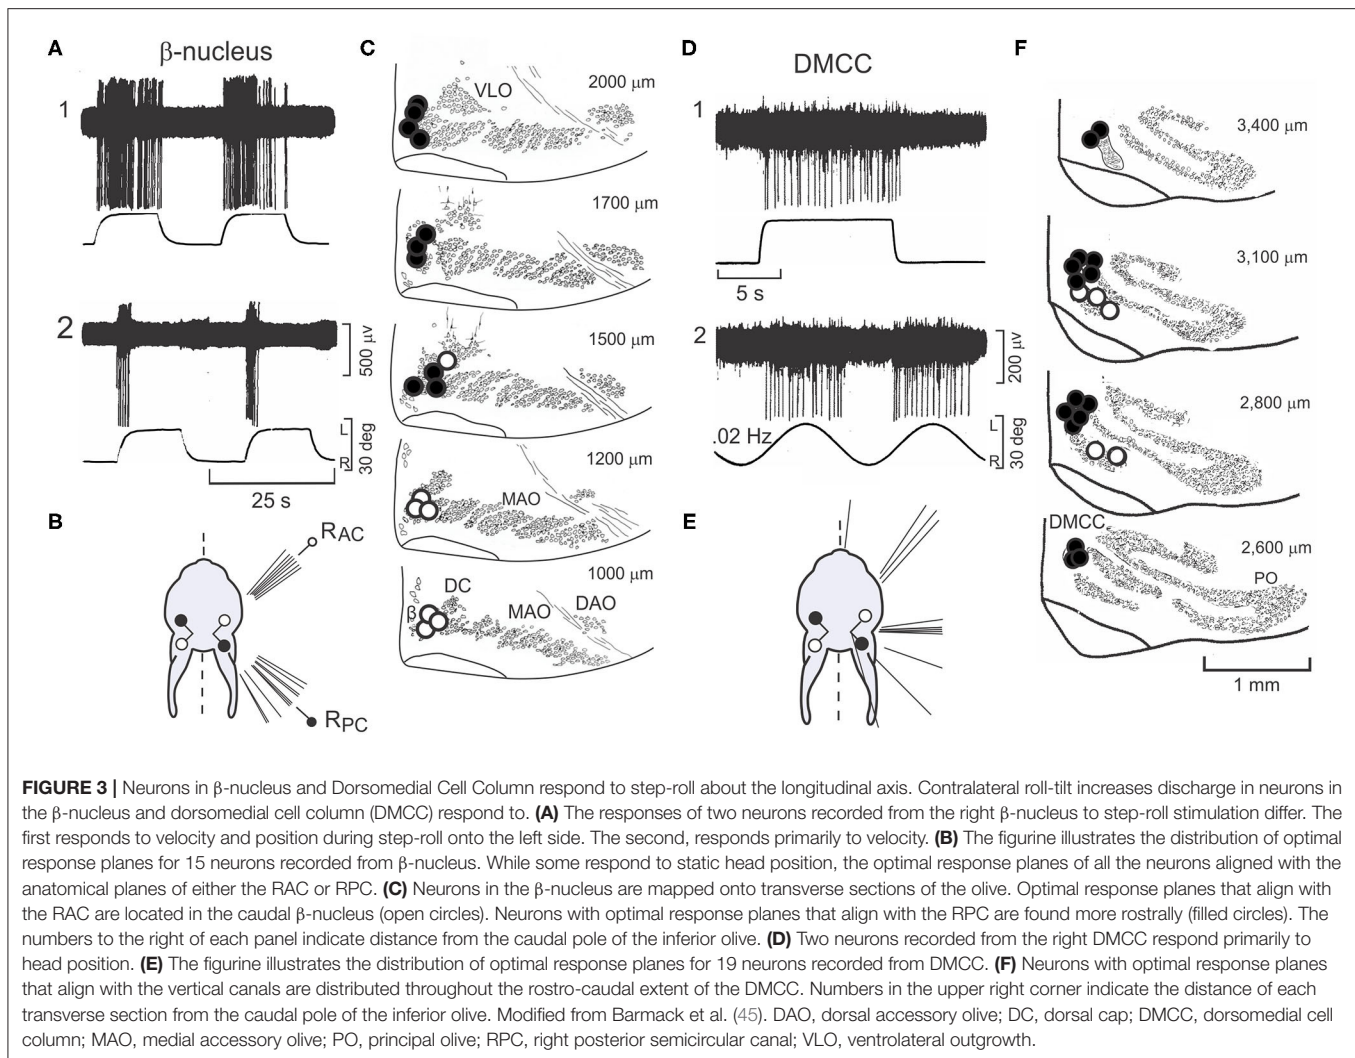 A
β-nucleus
1
2
500 μv
L
R
30 deg
25 s
B
RAC
RPC
C
VLO
2000 μm
1700 μm
1500 μm
1200 μm
MAO
1000 μm
DC
β
MAO
DAO
D
DMCC
1
5 s
2
200 μv
.02 Hz
L
R
30 deg
E
F
3,400 μm
3,100 μm
2,800 μm
DMCC
2,600 μm
PO
1 mm
FIGURE 3 | Neurons in β-nucleus and Dorsomedial Cell Column respond to step-roll about the longitudinal axis. Contralateral roll-tilt increases discharge in neurons in
the β-nucleus and dorsomedial cell column (DMCC) respond to. (A) The responses of two neurons recorded from the right β-nucleus to step-roll stimulation differ. The
first responds to velocity and position during step-roll onto the left side. The second, responds primarily to velocity. (B) The figurine illustrates the distribution of optimal
response planes for 15 neurons recorded from β-nucleus. While some respond to static head position, the optimal response planes of all the neurons aligned with the
anatomical planes of either the RAC or RPC. (C) Neurons in the β-nucleus are mapped onto transverse sections of the olive. Optimal response planes that align with
the RAC are located in the caudal β-nucleus (open circles). Neurons with optimal response planes that align with the RPC are found more rostrally (filled circles). The
numbers to the right of each panel indicate distance from the caudal pole of the inferior olive. (D) Two neurons recorded from the right DMCC respond primarily to
head position. (E) The figurine illustrates the distribution of optimal response planes for 19 neurons recorded from DMCC. (F) Neurons with optimal response planes
that align with the vertical canals are distributed throughout the rostro-caudal extent of the DMCC. Numbers in the upper right corner indicate the distance of each
transverse section from the caudal pole of the inferior olive. Modified from Barmack et al. (45). DAO, dorsal accessory olive; DC, dorsal cap; DMCC, dorsomedial cell
column; MAO, medial accessory olive; PO, principal olive; RPC, right posterior semicircular canal; VLO, ventrolateral outgrowth.